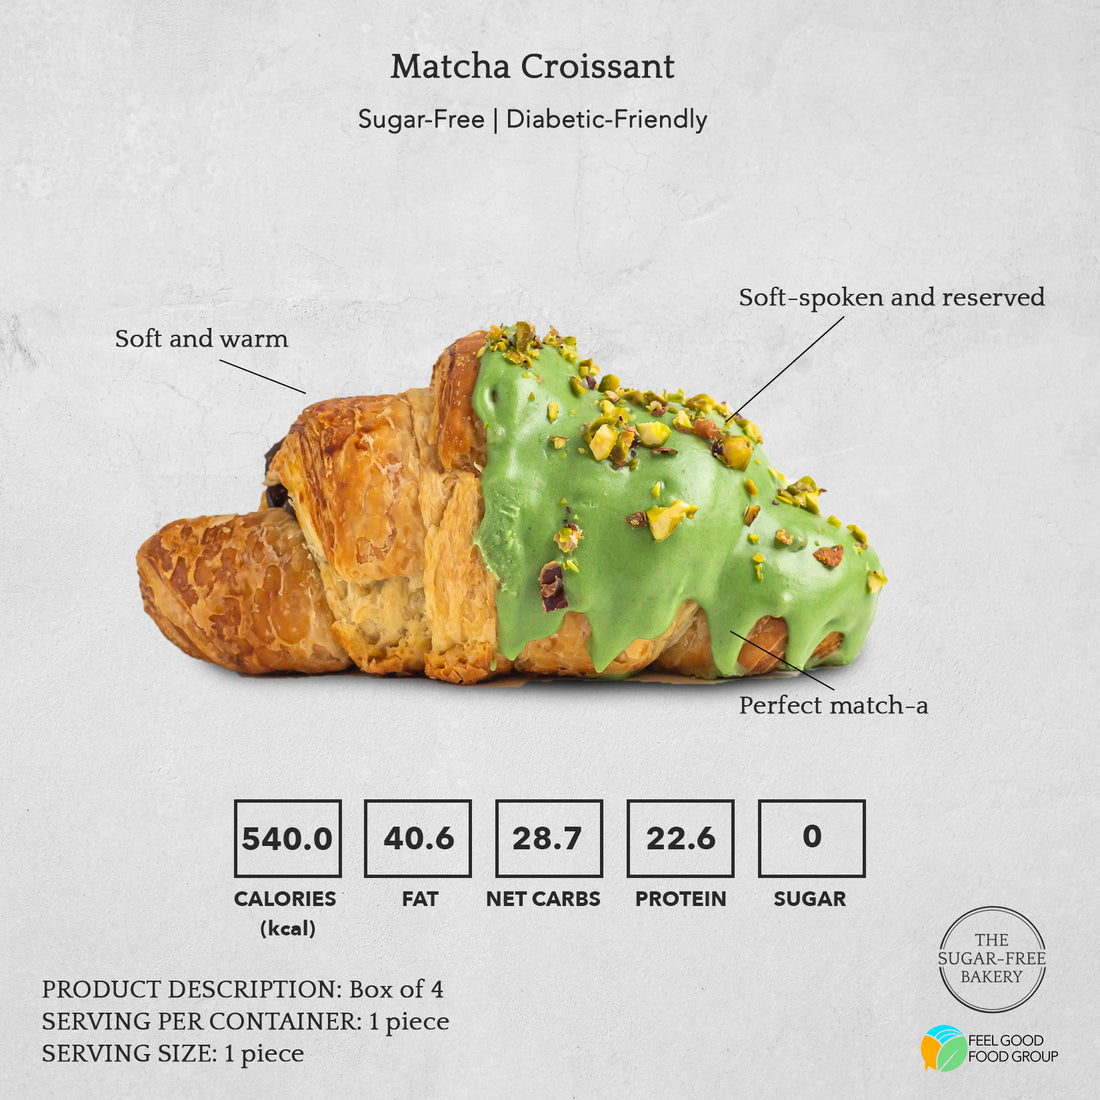 Matcha Croissant
Sugar-Free | Diabetic-Friendly
Soft-spoken and reserved
Soft and warm
Perfect match-a
540.0 40.6 28.7 22.6 0
CALORIES FAT NET CARBS PROTEIN SUGAR
(kcal)
THE
SUGAR-FREE
BAKERY
PRODUCT DESCRIPTION: Box of 4
SERVING PER CONTAINER: 1 piece
SERVING SIZE: 1 piece
FEEL GOOD
FOOD GROUP